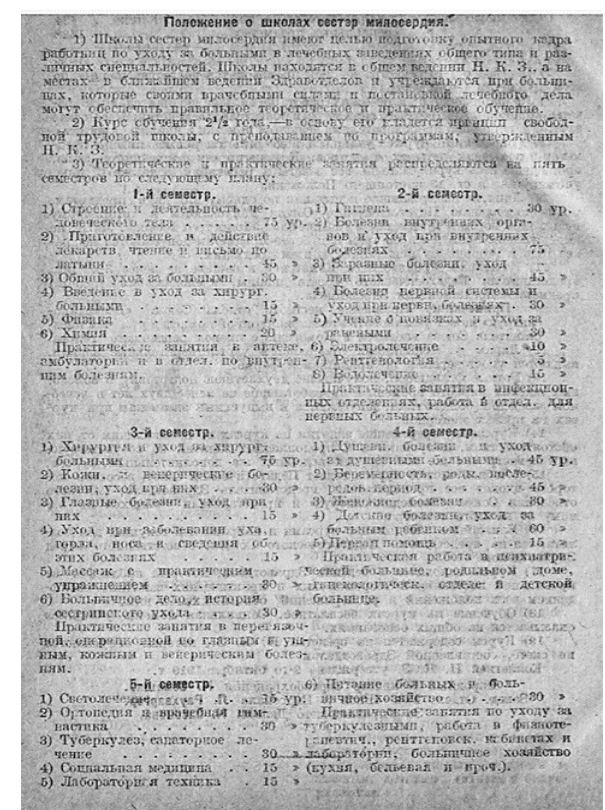 Положение о школах сестер милосердия.
1) Школы сестер милосердия имеют целью подготовку опытного кадра
работниц по уходу за больными в лечебных заведениях общего типа и раз-
личных специальностей. Школы находятся в общем ведении Н. К. З., а на
местах в ближайшем ведении Здравотделов и учреждаются при больни-
цах, которые своими врачебными силами и постановкой лечебного дела
могут обеспечить правильное теоретическое и практическое обучение.
2) Курс обучения 2½ года,—в основу его кладется принцип свобод-
ной трудовой школы, с преподаванием по программам, утвержденным
Н. К. З.
3) Теоретические и практические занятия распределяются на пять
семестров по следующему плану:
1-й семестр.
1) Строение и деятельность че-
ловеческого тела . . . . . 75 ур.
2) Приготовление и действие
лекарств, чтение и письмо по
латыни . . . . . 45 »
3) Общий уход за больными . 30 »
4) Введение в уход за хирург.
больными . . . . . 15 »
5) Физика . . . . . 15 »
6) Химия . . . . . 20 »
Практические занятия в аптеке,
амбулатории и в отдел. по внутрен-
ним болезням.
2-й семестр.
1) Гигиена . . . . . 30 ур.
2) Болезни внутренних орга-
нов и уход при внутренних
болезнях . . . . . 75 »
3) Заразные болезни, уход
при них . . . . . 45 »
4) Болезни нервной системы и
уход при нервн. болезнях . 30 »
5) Учение о повязках и уход за
ранеными . . . . . 30 »
6) Электролечение . . . . . 10 »
7) Рентгенология . . . . . 5 »
8) Водолечение . . . . . 15 »
Практические занятия в инфекцион-
ных отделениях, работа в отдел. для
нервных больных.
3-й семестр.
1) Хирургия и уход за хирург.
больными . . . . . 75 ур.
2) Кожн. и венерические бо-
лезни, уход при них . . . 30 »
3) Глазные болезни, уход при
них . . . . . 15 »
4) Уход при заболевании уха,
горла, носа и сведения об
этих болезнях . . . . . 15 »
5) Массаж с практическим
упражнением . . . . . 30 »
6) Больничное дело, история
сестринского ухода . . . 30 »
Практические занятия в перевязоч-
ной, операционной по глазным и уш-
ным, кожным и венерическим болез-
ням.
4-й семестр.
1) Душевн. болезни и уход
за душевными больными . . 45 ур.
2) Беременность, роды, после-
родов. период . . . . . 45 »
3) Женские болезни . . . . 30 »
4) Детские болезни, уход за
больным ребенком . . . . 60 »
5) Первая помощь . . . . . 15 »
Практическая работа в психиатри-
ческой больнице, родильном доме,
гинекологическ. отделе и детской
больнице.
5-й семестр.
1) Светолечение . . . . . 15 ур.
2) Ортопедия и врачебная гим-
настика . . . . . 30 »
3) Туберкулез, санаторное ле-
чение . . . . . 30 »
4) Социальная медицина . . 15 »
5) Лабораторная техника . . 15 »
6) Питание больных и боль-
ничное хозяйство . . . . . 30 »
Практические занятия по уходу за
туберкулезными, работа в физиоте-
рапевтич., рентгеновск. кабинетах и
лаборатории, больничное хозяйство
(кухня, бельевая и проч.).